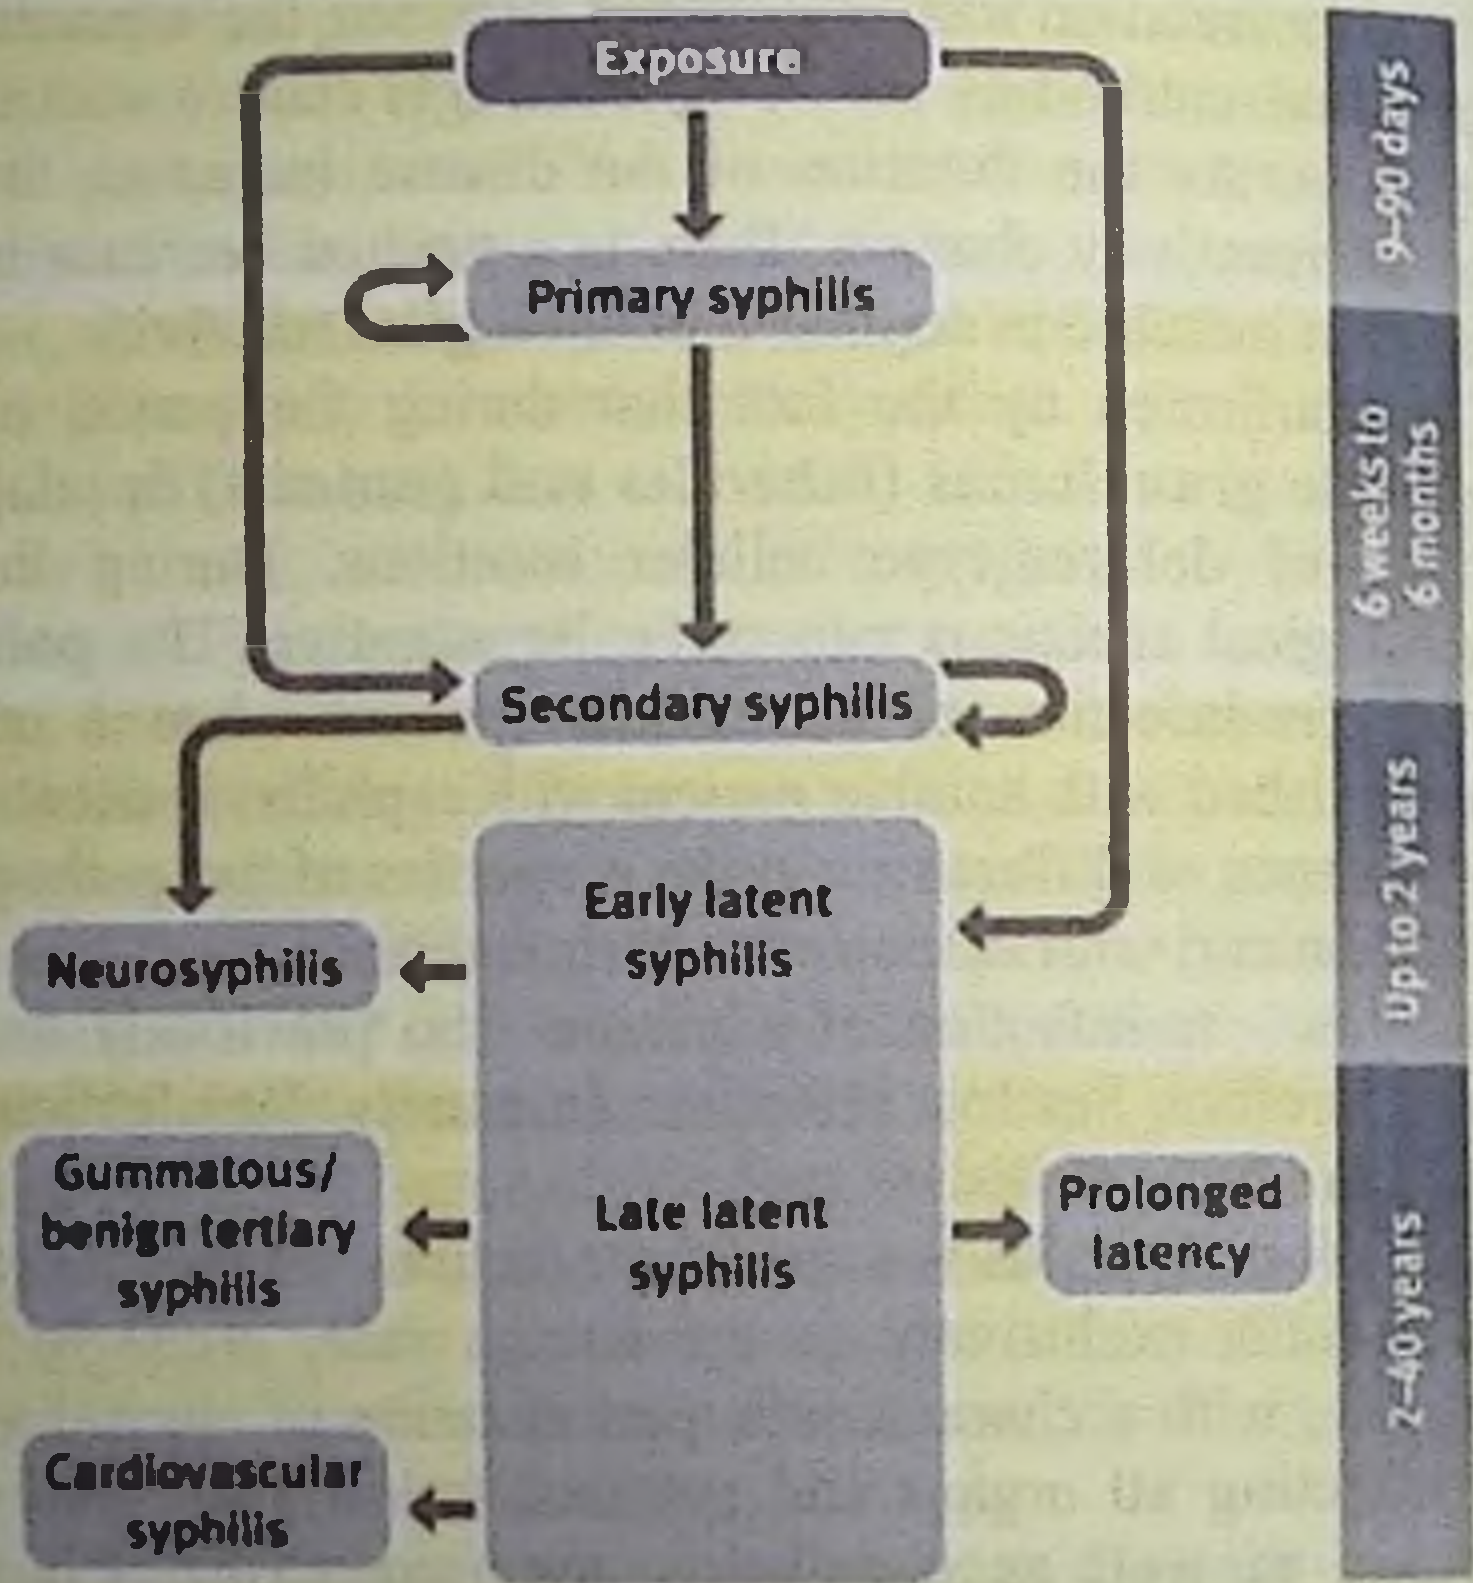 Exposure
Primary syphilis
Secondary syphilis
Early latent
syphilis
Neurosyphilis
Gummatous/
benign tertiary
syphilis
Late latent
syphilis
Prolonged
latency
Cardiovascular
syphilis
9–90 days
6 weeks to
6 months
Up to 2 years
2–40 years